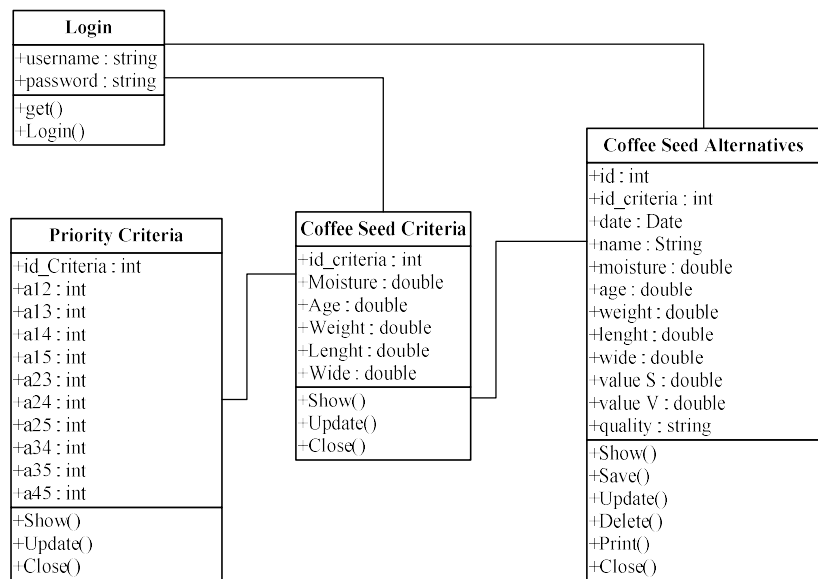 Login
+username : string
+password : string
+get()
+Login()
Priority Criteria
+id_Criteria : int
+a12 : int
+a13 : int
+a14 : int
+a15 : int
+a23 : int
+a24 : int
+a25 : int
+a34 : int
+a35 : int
+a45 : int
+Show()
+Update()
+Close()
Coffee Seed Criteria
+id_criteria : int
+Moisture : double
+Age : double
+Weight : double
+Lenght : double
+Wide : double
+Show()
+Update()
+Close()
Coffee Seed Alternatives
+id : int
+id_criteria : int
+date : Date
+name : String
+moisture : double
+age : double
+weight : double
+lenght : double
+wide : double
+value S : double
+value V : double
+quality : string
+Show()
+Save()
+Update()
+Delete()
+Print()
+Close()